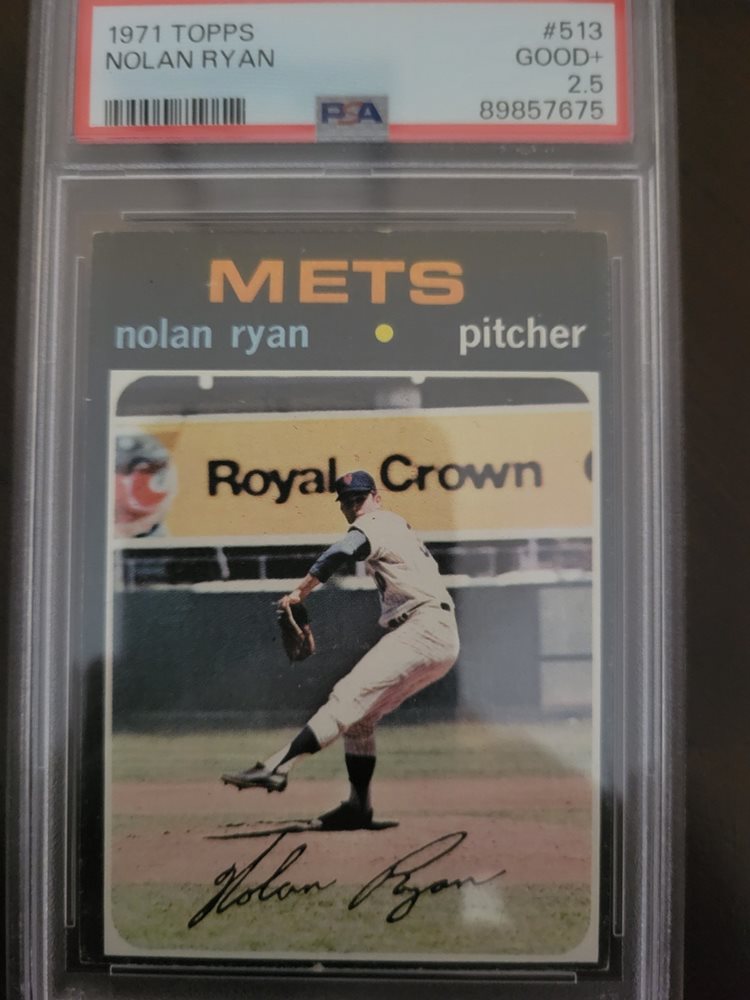 1971 TOPPS #513
NOLAN RYAN GOOD+
2.5
PSA 89857675
METS
nolan ryan pitcher
Royal Crown
Nolan Ryan